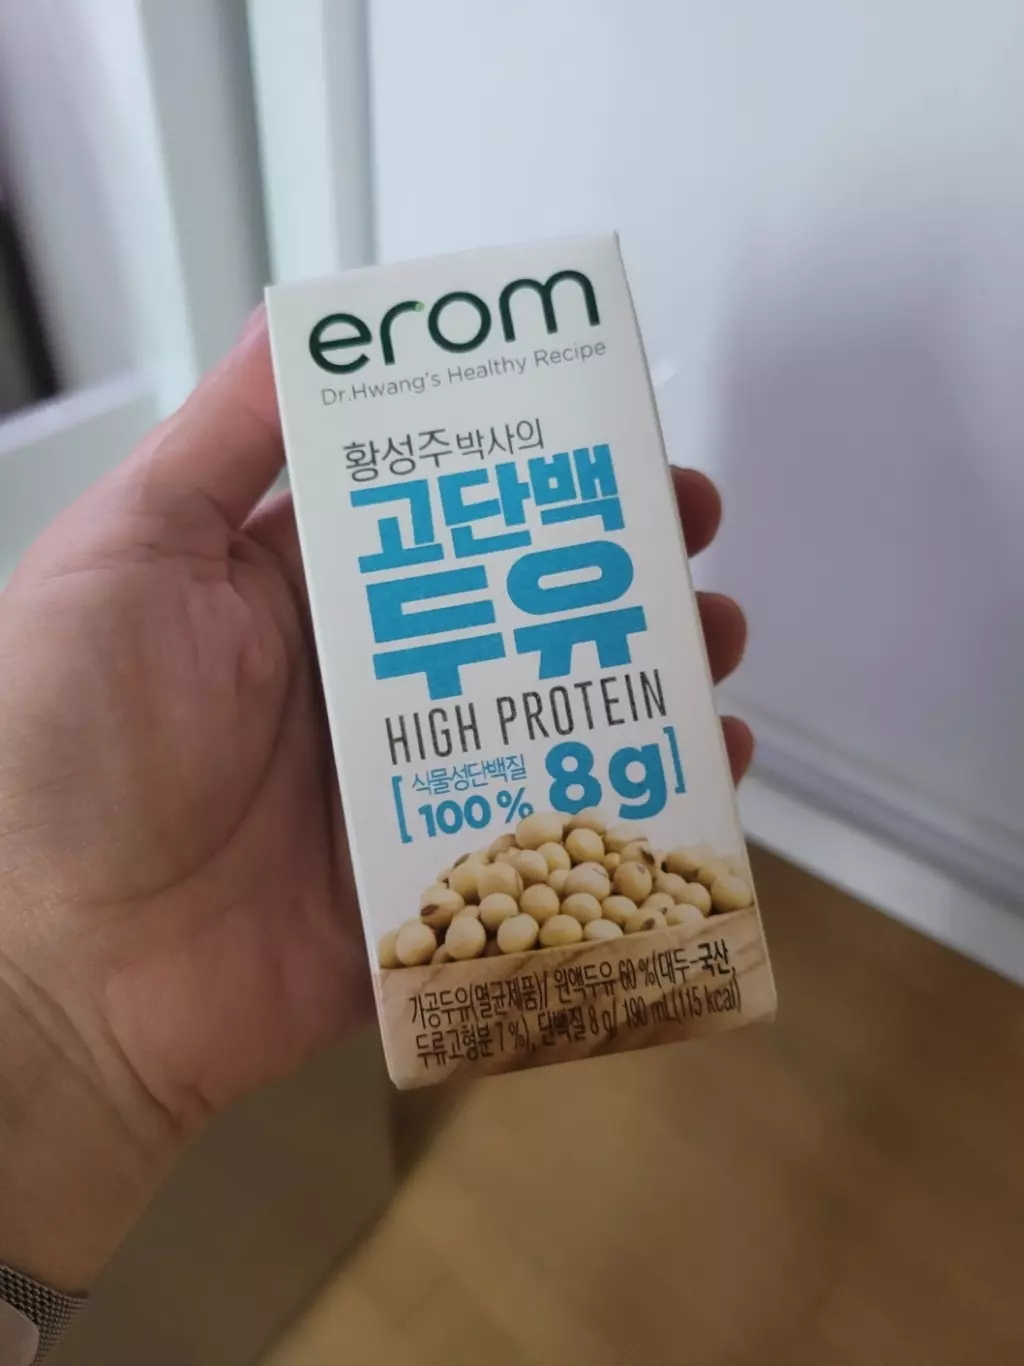 erom
Dr.Hwang's Healthy Recipe
황성주박사의
고단백
두유
HIGH PROTEIN
[식물성단백질
100% 8g]
가공두유(멸균제품)/ 원액두유 60%(대두-국산,
두류고형분 7%), 단백질 8 g/ 190 mL(115 kcal)